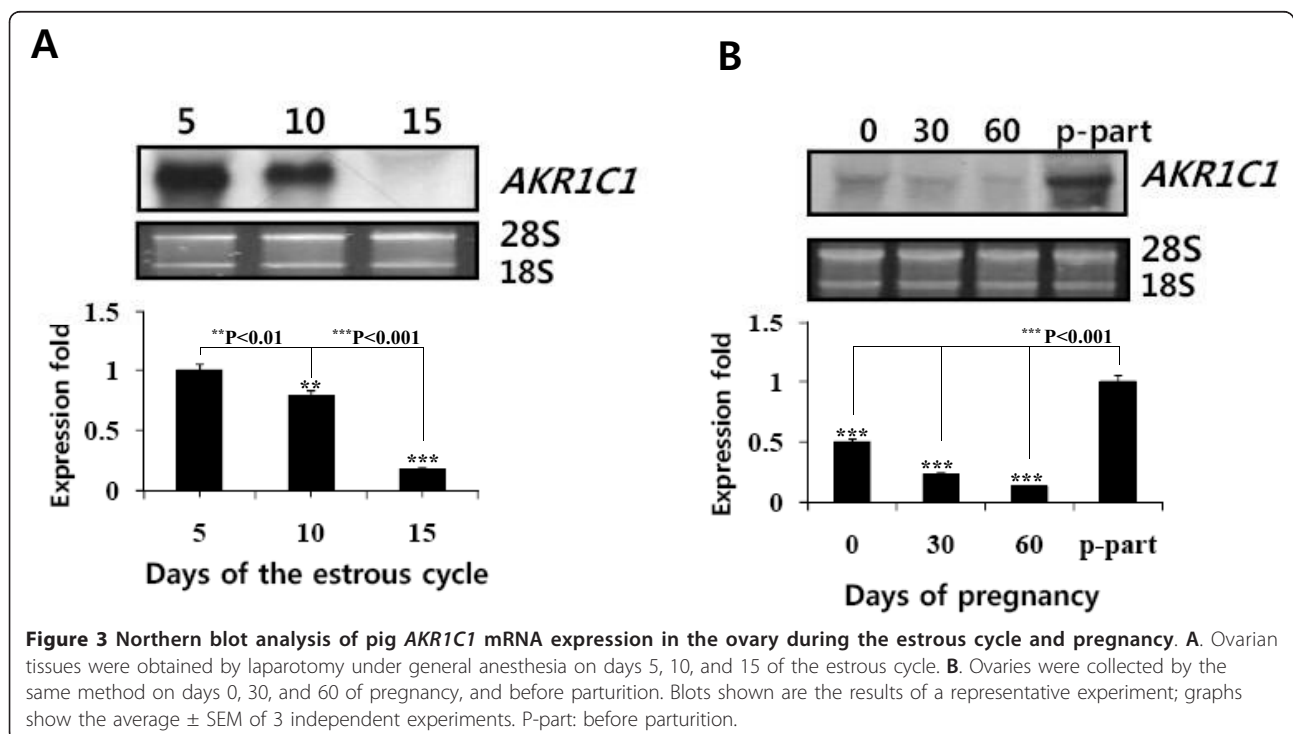 A
5 10 15
AKR1C1
28S
18S
1.5
1
0.5
0
Expression fold
**P<0.01 ***P<0.001
**
***
5 10 15
Days of the estrous cycle
B
0 30 60 p-part
AKR1C1
28S
18S
1.5
1
0.5
0
Expression fold
***P<0.001
***
***
***
0 30 60 p-part
Days of pregnancy
Figure 3 Northern blot analysis of pig AKR1C1 mRNA expression in the ovary during the estrous cycle and pregnancy. A. Ovarian
tissues were obtained by laparotomy under general anesthesia on days 5, 10, and 15 of the estrous cycle. B. Ovaries were collected by the
same method on days 0, 30, and 60 of pregnancy, and before parturition. Blots shown are the results of a representative experiment; graphs
show the average ± SEM of 3 independent experiments. P-part: before parturition.